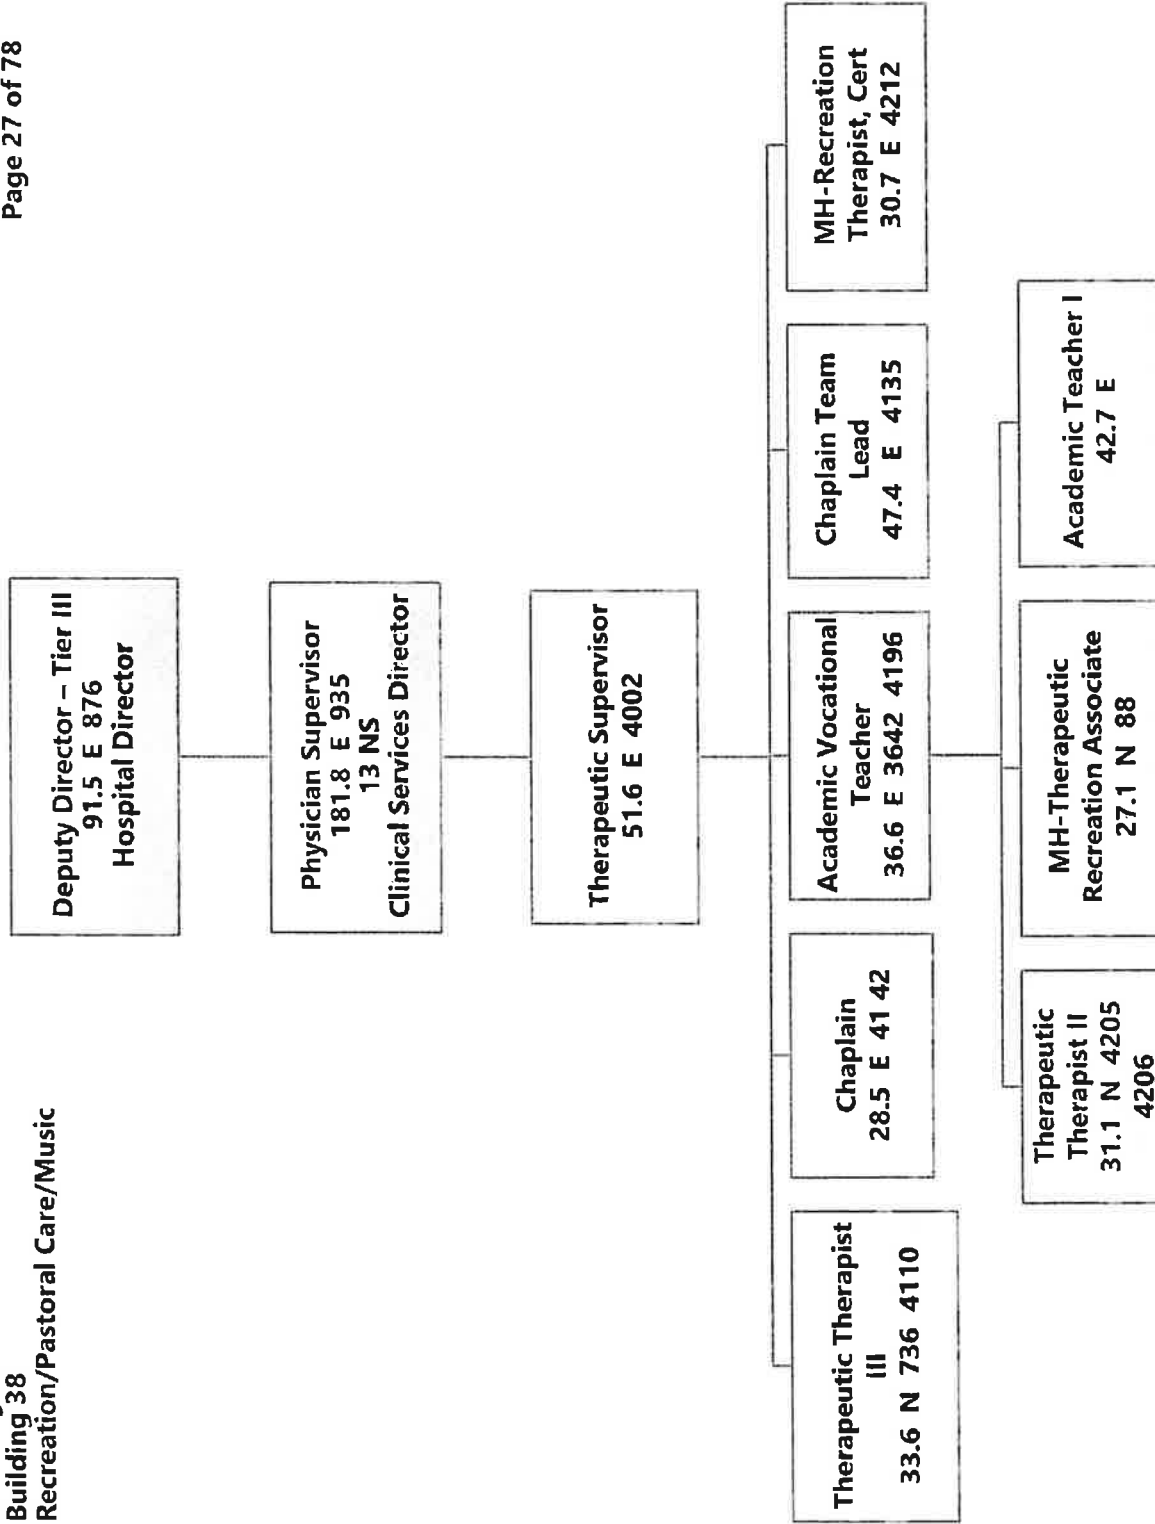 Page 27 of 78
Building 38
Recreation/Pastoral Care/Music
Deputy Director – Tier III
91.5 E 876
Hospital Director
Physician Supervisor
181.8 E 935
13 NS
Clinical Services Director
Therapeutic Supervisor
51.6 E 4002
Therapeutic Therapist
III
33.6 N 736 4110
Chaplain
28.5 E 41 42
Academic Vocational
Teacher
36.6 E 3642 4196
Chaplain Team
Lead
47.4 E 4135
MH-Recreation
Therapist, Cert
30.7 E 4212
Therapeutic
Therapist II
31.1 N 4205
4206
MH-Therapeutic
Recreation Associate
27.1 N 88
Academic Teacher I
42.7 E